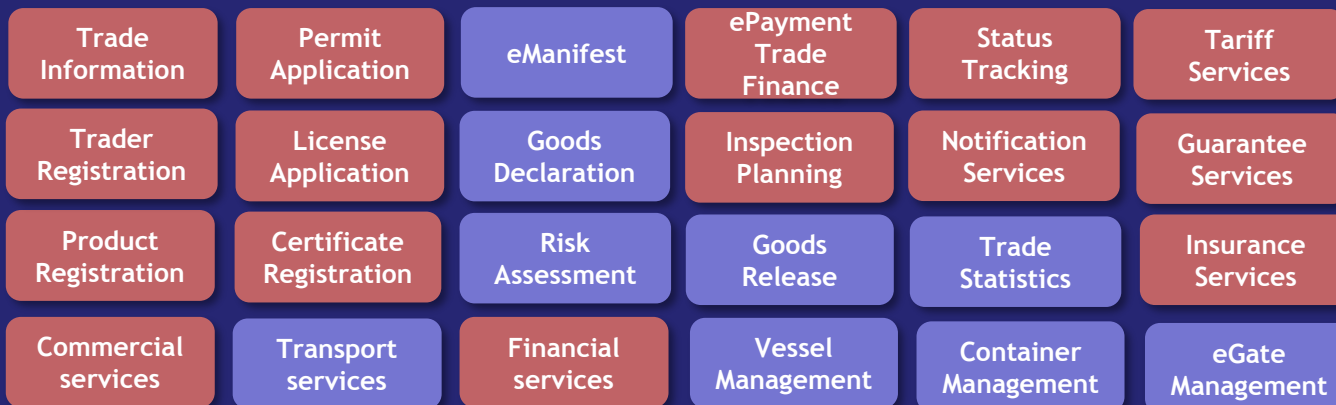 Trade
Information
Permit
Application
eManifest
ePayment
Trade
Finance
Status
Tracking
Tariff
Services
Trader
Registration
License
Application
Goods
Declaration
Inspection
Planning
Notification
Services
Guarantee
Services
Product
Registration
Certificate
Registration
Risk
Assessment
Goods
Release
Trade
Statistics
Insurance
Services
Commercial
services
Transport
services
Financial
services
Vessel
Management
Container
Management
eGate
Management